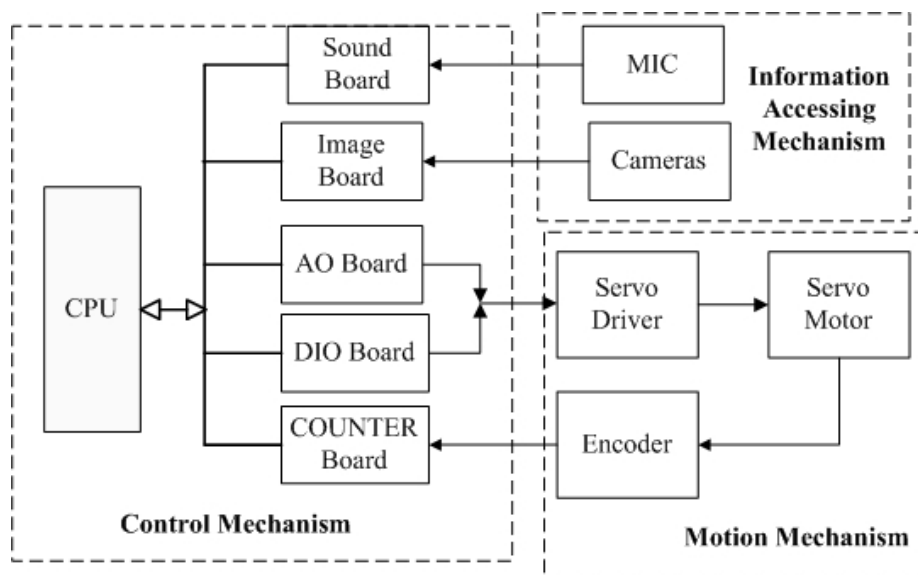 Sound
Board
MIC
Information
Accessing
Mechanism
Image
Board
Cameras
CPU
AO Board
DIO Board
COUNTER
Board
Servo
Driver
Servo
Motor
Encoder
Control Mechanism
Motion Mechanism